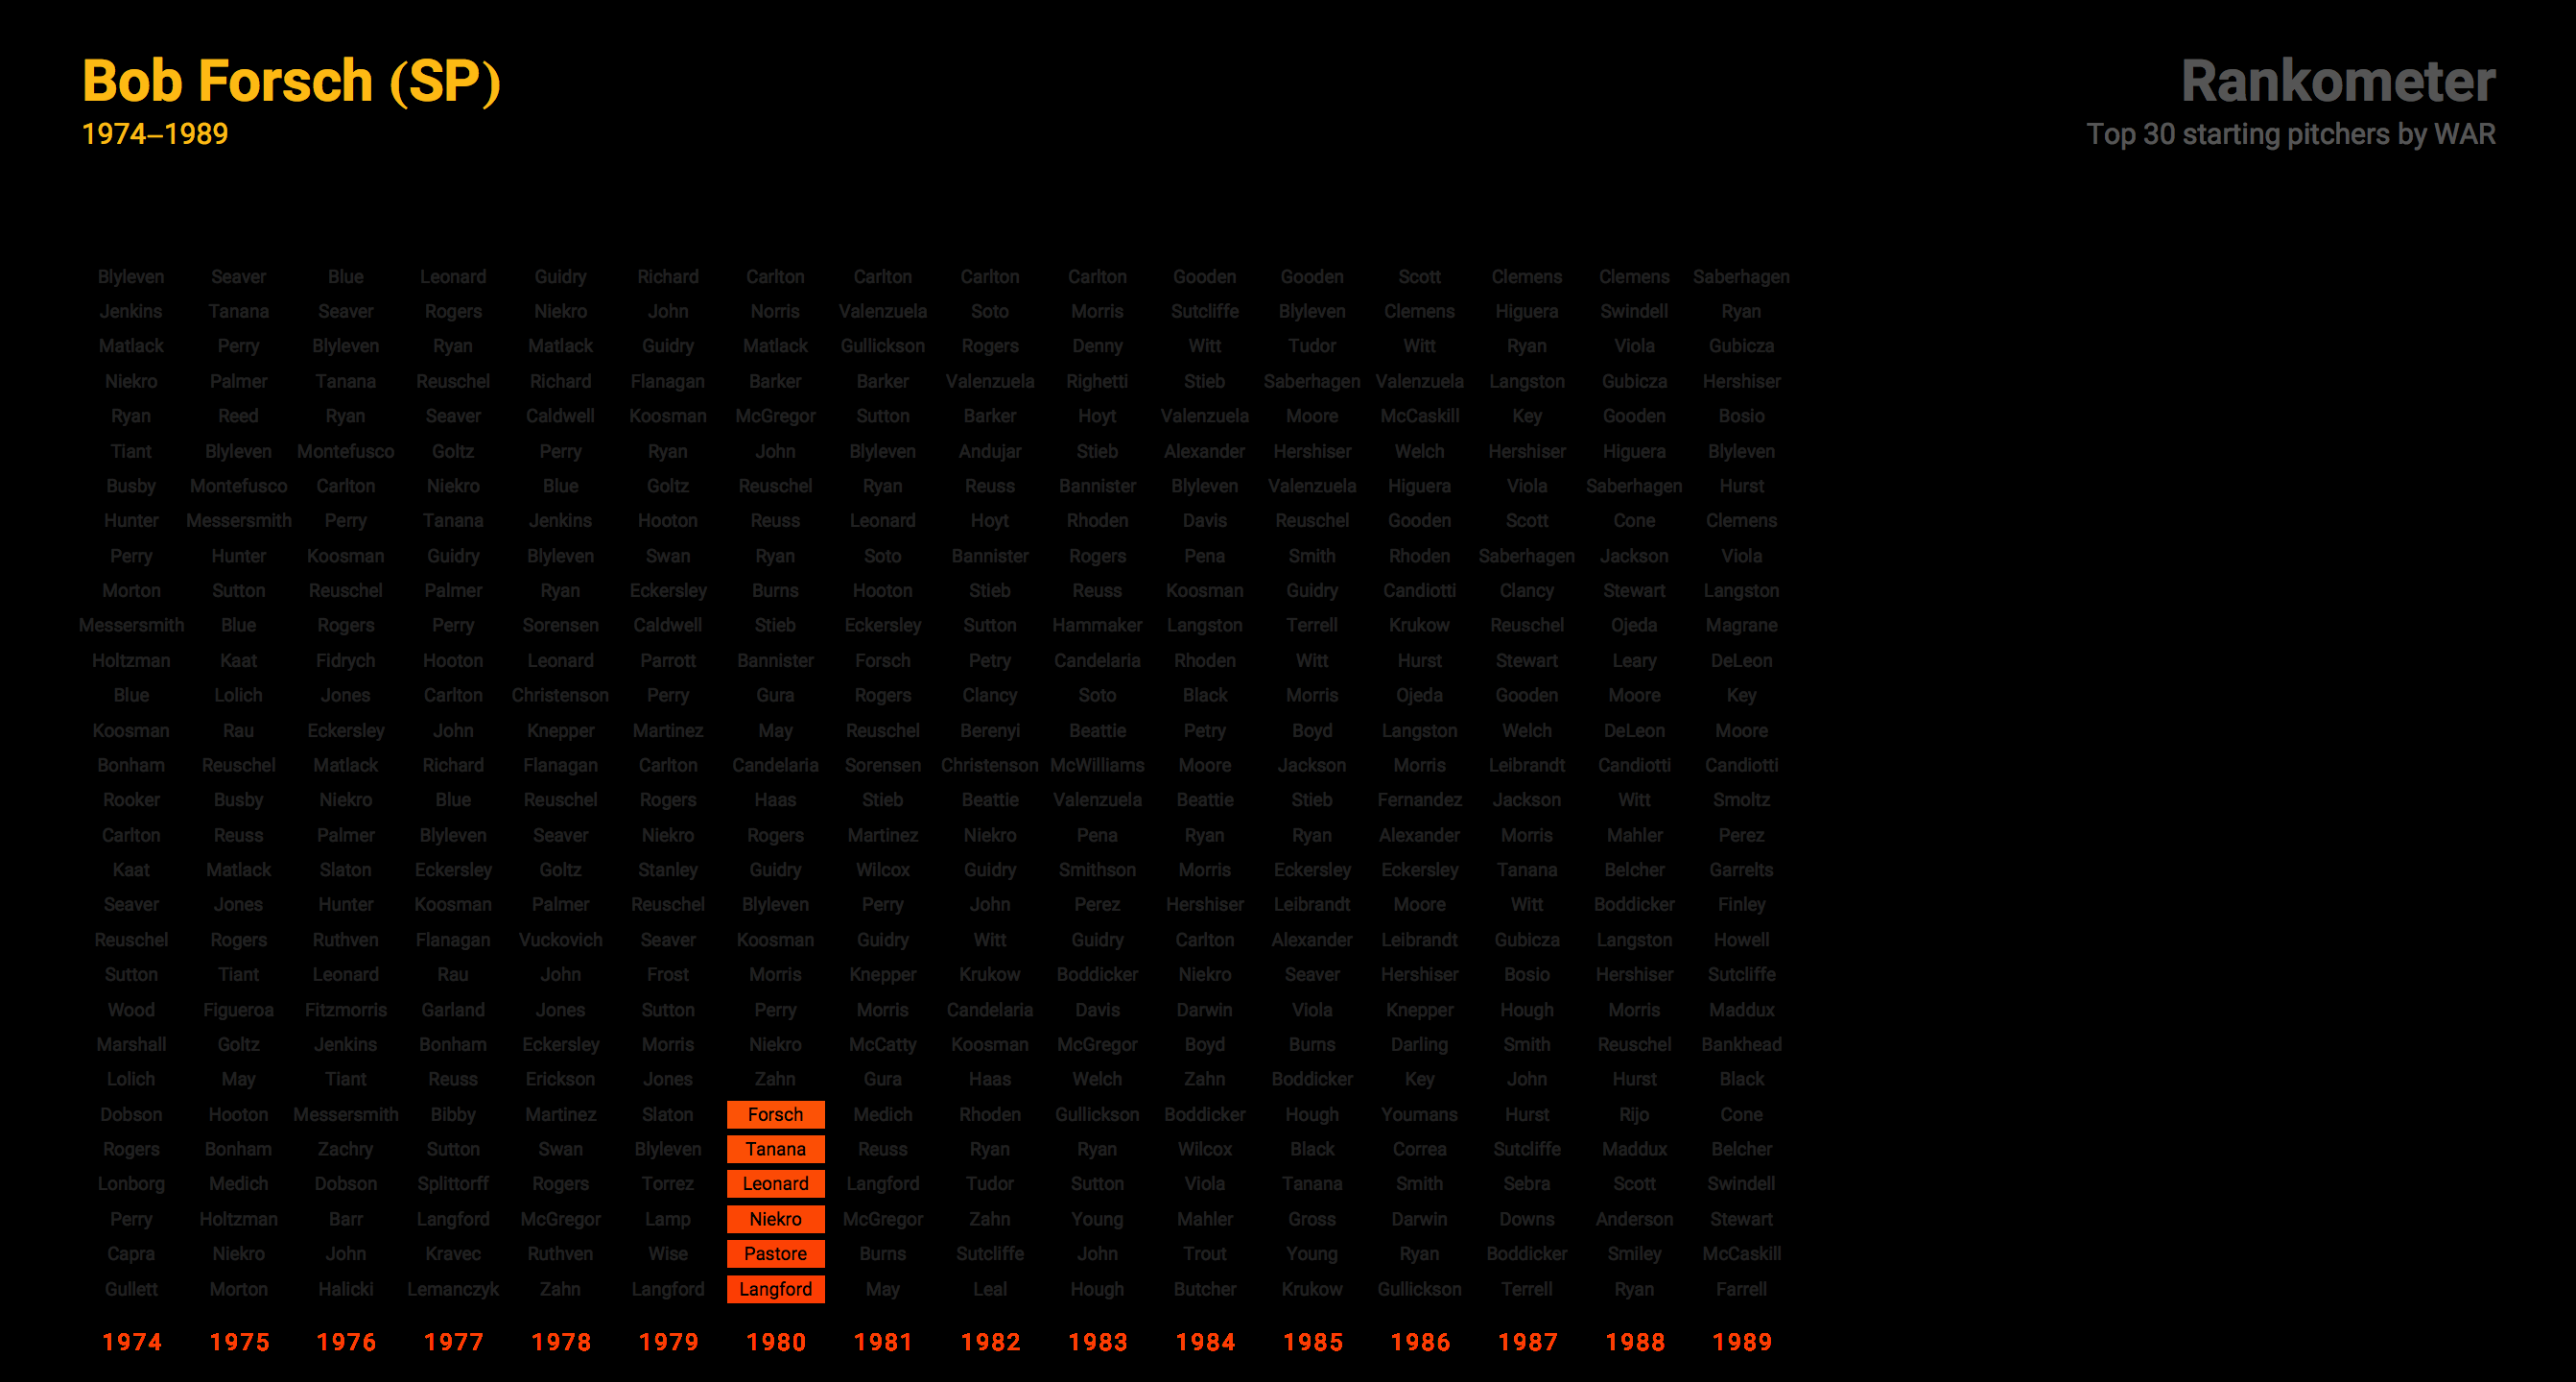 Bob Forsch (SP)
1974–1989
Rankometer
Top 30 starting pitchers by WAR
Blyleven Seaver Blue Leonard Guidry Richard Carlton Carlton Carlton Carlton Gooden Gooden Scott Clemens Clemens Saberhagen
Jenkins Tanana Seaver Rogers Niekro John Norris Valenzuela Soto Morris Sutcliffe Blyleven Clemens Higuera Swindell Ryan
Matlack Perry Blyleven Ryan Matlack Guidry Matlack Gullickson Rogers Denny Witt Tudor Witt Ryan Viola Gubicza
Niekro Palmer Tanana Reuschel Richard Flanagan Barker Barker Valenzuela Righetti Stieb Saberhagen Valenzuela Langston Gubicza Hershiser
Ryan Reed Ryan Seaver Caldwell Koosman McGregor Sutton Barker Hoyt Valenzuela Moore McCaskill Key Gooden Bosio
Tiant Blyleven Montefusco Goltz Perry Ryan John Blyleven Andujar Stieb Alexander Hershiser Welch Hershiser Higuera Blyleven
Busby Montefusco Carlton Niekro Blue Goltz Reuschel Ryan Reuss Bannister Blyleven Valenzuela Higuera Viola Saberhagen Hurst
Hunter Messersmith Perry Tanana Jenkins Hooton Reuss Leonard Hoyt Rhoden Davis Reuschel Gooden Scott Cone Clemens
Perry Hunter Koosman Guidry Blyleven Swan Ryan Soto Bannister Rogers Pena Smith Rhoden Saberhagen Jackson Viola
Morton Sutton Reuschel Palmer Ryan Eckersley Burns Hooton Stieb Reuss Koosman Guidry Candiotti Clancy Stewart Langston
Messersmith Blue Rogers Perry Sorensen Caldwell Stieb Eckersley Sutton Hammaker Langston Terrell Krukow Reuschel Ojeda Magrane
Holtzman Kaat Fidrych Hooton Leonard Parrott Bannister Forsch Petry Candelaria Rhoden Witt Hurst Stewart Leary DeLeon
Blue Lolich Jones Carlton Christenson Perry Gura Rogers Clancy Soto Black Morris Ojeda Gooden Moore Key
Koosman Rau Eckersley John Knepper Martinez May Reuschel Berenyi Beattie Petry Boyd Langston Welch DeLeon Moore
Bonham Reuschel Matlack Richard Flanagan Carlton Candelaria Sorensen Christenson McWilliams Moore Jackson Morris Leibrandt Candiotti Candiotti
Rooker Busby Niekro Blue Reuschel Rogers Haas Stieb Beattie Valenzuela Beattie Stieb Fernandez Jackson Witt Smoltz
Carlton Reuss Palmer Blyleven Seaver Niekro Rogers Martinez Niekro Pena Ryan Ryan Alexander Morris Mahler Perez
Kaat Matlack Slaton Eckersley Goltz Stanley Guidry Wilcox Guidry Smithson Morris Eckersley Eckersley Tanana Belcher Garrelts
Seaver Jones Hunter Koosman Palmer Reuschel Blyleven Perry John Perez Hershiser Leibrandt Moore Witt Boddicker Finley
Reuschel Rogers Ruthven Flanagan Vuckovich Seaver Koosman Guidry Witt Guidry Carlton Alexander Leibrandt Gubicza Langston Howell
Sutton Tiant Leonard Rau John Frost Morris Knepper Krukow Boddicker Niekro Seaver Hershiser Bosio Hershiser Sutcliffe
Wood Figueroa Fitzmorris Garland Jones Sutton Perry Morris Candelaria Davis Darwin Viola Knepper Hough Morris Maddux
Marshall Goltz Jenkins Bonham Eckersley Morris Niekro McCatty Koosman McGregor Boyd Burns Darling Smith Reuschel Bankhead
Lolich May Tiant Reuss Erickson Jones Zahn Gura Haas Welch Zahn Boddicker Key John Hurst Black
Dobson Hooton Messersmith Bibby Martinez Slaton Forsch Medich Rhoden Gullickson Boddicker Hough Youmans Hurst Rijo Cone
Rogers Bonham Zachry Sutton Swan Blyleven Tanana Reuss Ryan Ryan Wilcox Black Correa Sutcliffe Maddux Belcher
Lonborg Medich Dobson Splittorff Rogers Torrez Leonard Langford Tudor Sutton Viola Tanana Smith Sebra Scott Swindell
Perry Holtzman Barr Langford McGregor Lamp Niekro McGregor Zahn Young Mahler Gross Darwin Downs Anderson Stewart
Capra Niekro John Kravec Ruthven Wise Pastore Burns Sutcliffe John Trout Young Ryan Boddicker Smiley McCaskill
Gullett Morton Halicki Lemanczyk Zahn Langford Langford May Leal Hough Butcher Krukow Gullickson Terrell Ryan Farrell
1974 1975 1976 1977 1978 1979 1980 1981 1982 1983 1984 1985 1986 1987 1988 1989